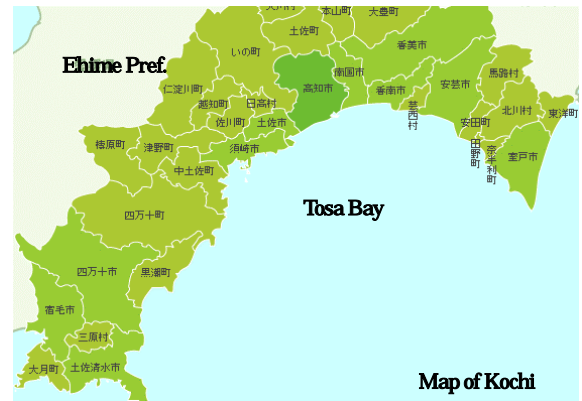 大川村
本山町
大豊町
土佐町
いの町
香美市
Ehime Pref.
南国市
馬路村
仁淀川町
高知市
香南市
安芸市
越知町
日高村
芸西村
北川村
東洋町
佐川町
土佐市
安田町
梼原町
津野町
須崎市
田野町
奈半利町
室戸市
中土佐町
四万十町
Tosa Bay
四万十市
黒潮町
宿毛市
三原村
大月町
土佐清水市
Map of Kochi